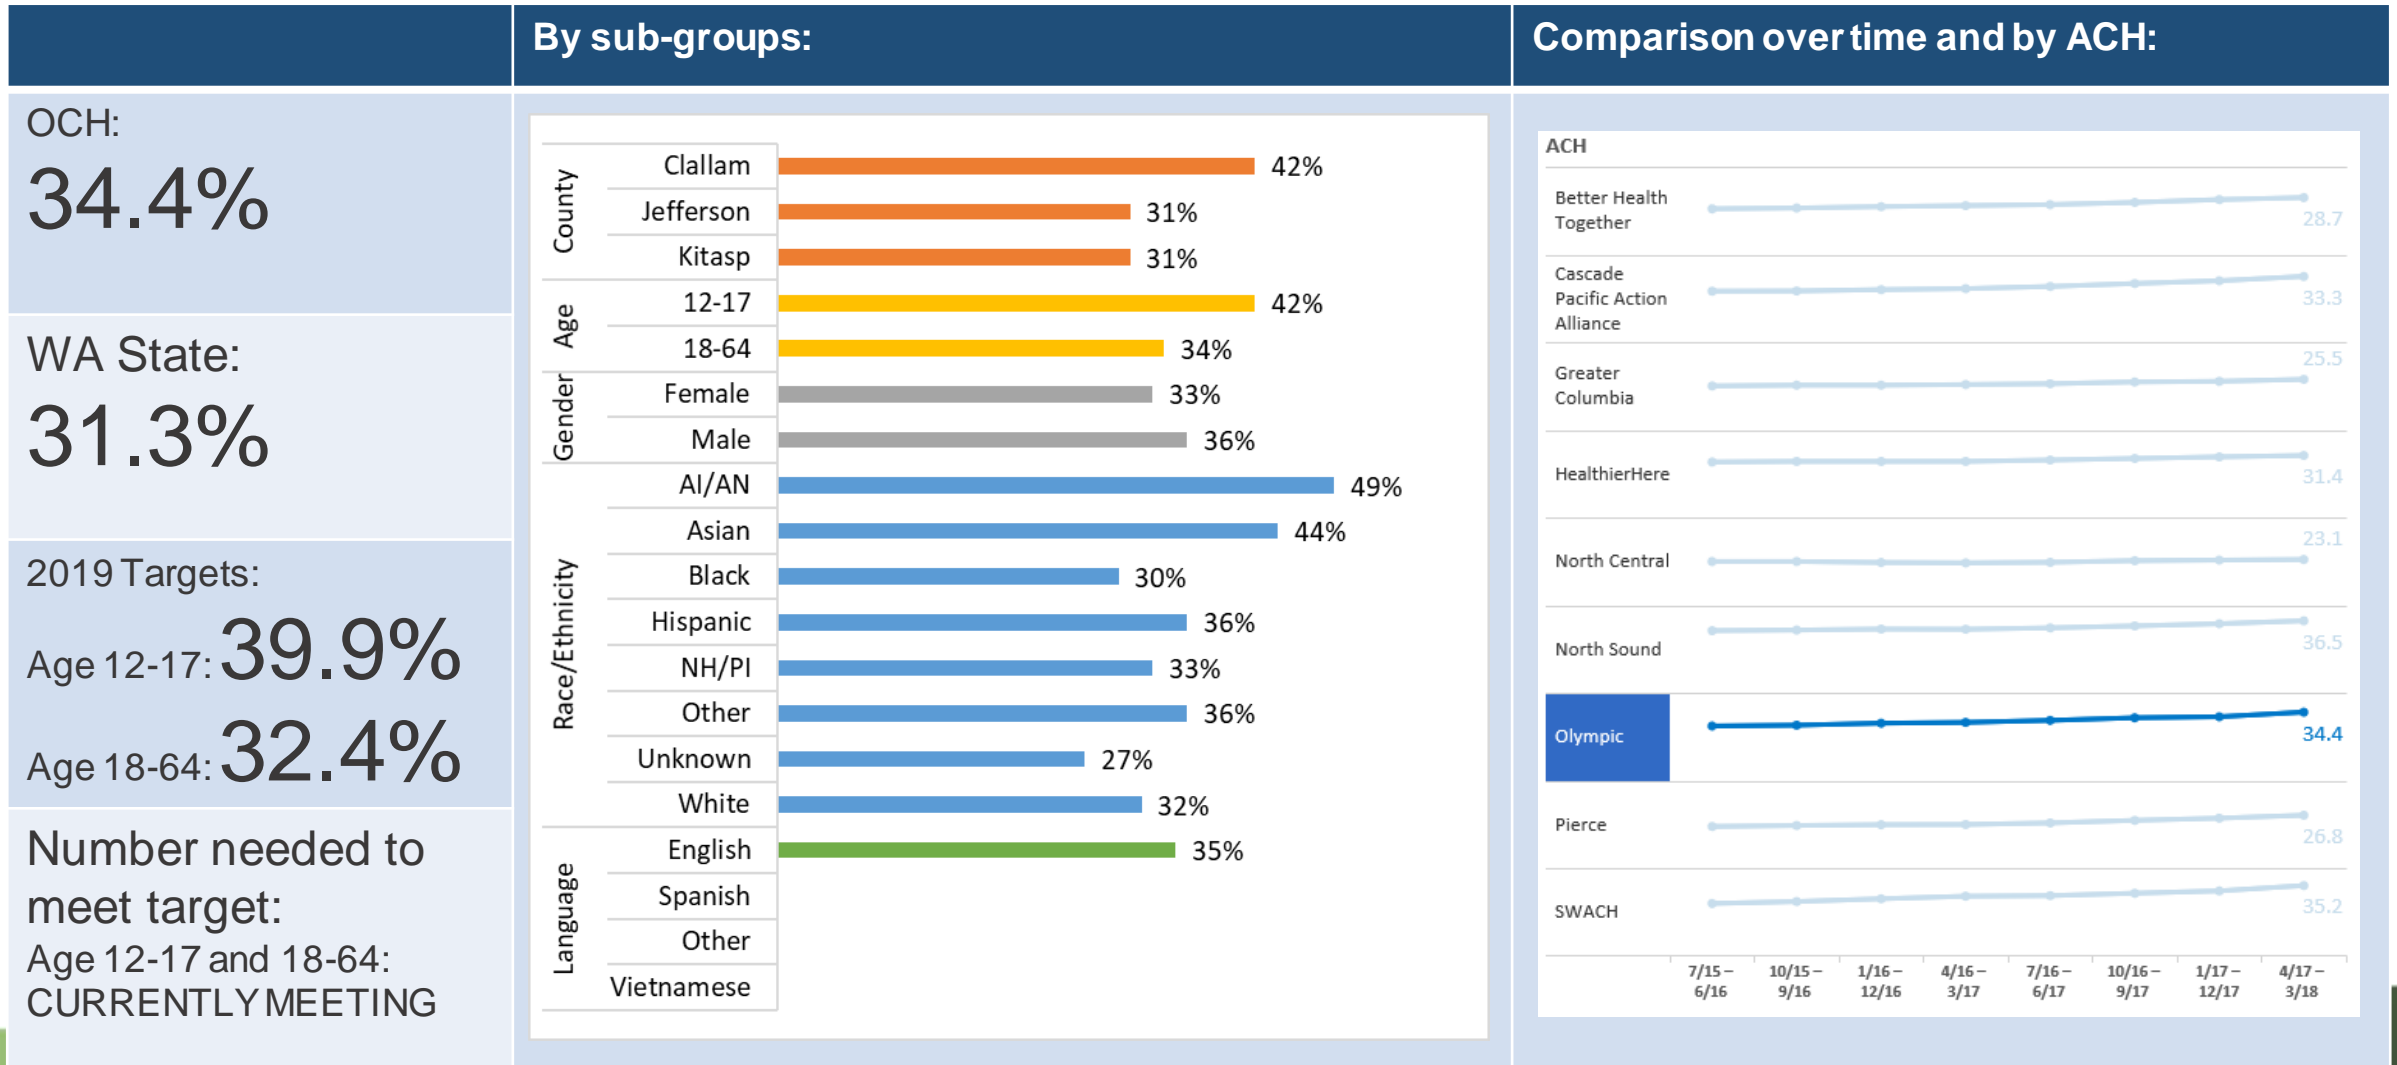 By sub-groups:
Comparison over time and by ACH:
OCH:
34.4%
WA State:
31.3%
2019 Targets:
Age 12-17: 39.9%
Age 18-64: 32.4%
Number needed to
meet target:
Age 12-17 and 18-64:
CURRENTLY MEETING
County
Clallam 42%
Jefferson 31%
Kitasp 31%
Age
12-17 42%
18-64 34%
Gender
Female 33%
Male 36%
Race/Ethnicity
AI/AN 49%
Asian 44%
Black 30%
Hispanic 36%
NH/PI 33%
Other 36%
Unknown 27%
White 32%
Language
English 35%
Spanish
Other
Vietnamese
ACH
Better Health
Together
28.7
Cascade
Pacific Action
Alliance
33.3
Greater
Columbia
25.5
HealthierHere
31.4
North Central
23.1
North Sound
36.5
Olympic
34.4
Pierce
26.8
SWACH
35.2
7/15 – 10/15 – 1/16 – 4/16 – 7/16 – 10/16 – 1/17 – 4/17 –
6/16 9/16 12/16 3/17 6/17 9/17 12/17 3/18